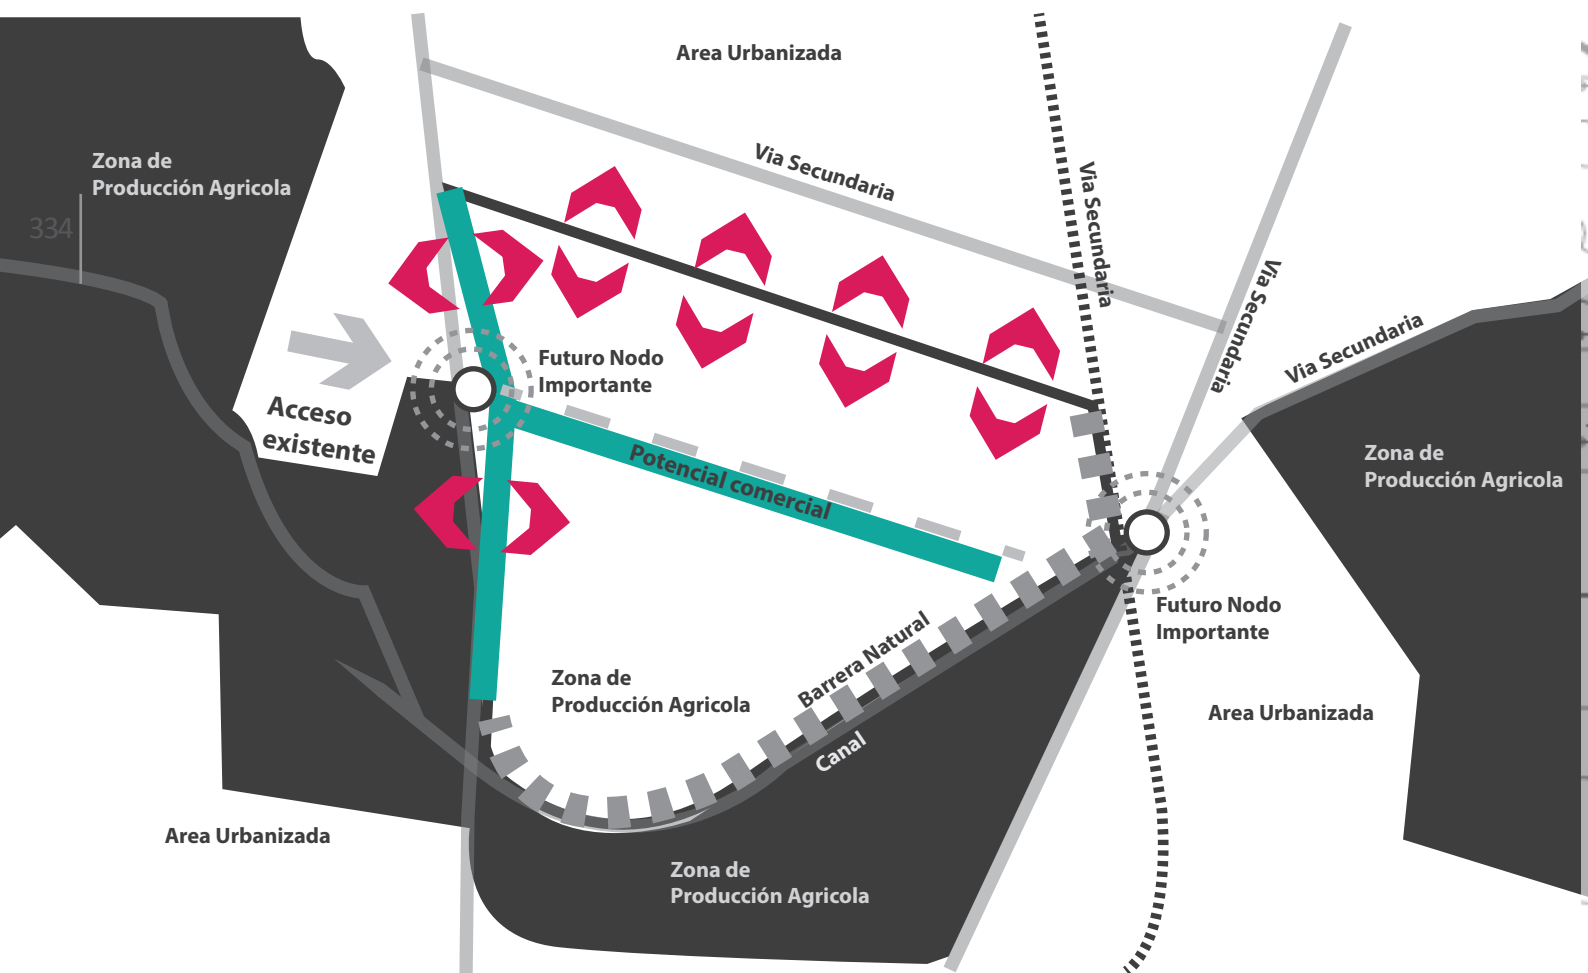 Area Urbanizada
Via Secundaria
Zona de
Producción Agricola
334
Via Secundaria
Via Secundaria
Via Secundaria
Futuro Nodo
Importante
Acceso
existente
Potencial comercial
Zona de
Producción Agricola
Futuro Nodo
Importante
Barrera Natural
Zona de
Producción Agricola
Canal
Area Urbanizada
Area Urbanizada
Zona de
Producción Agricola